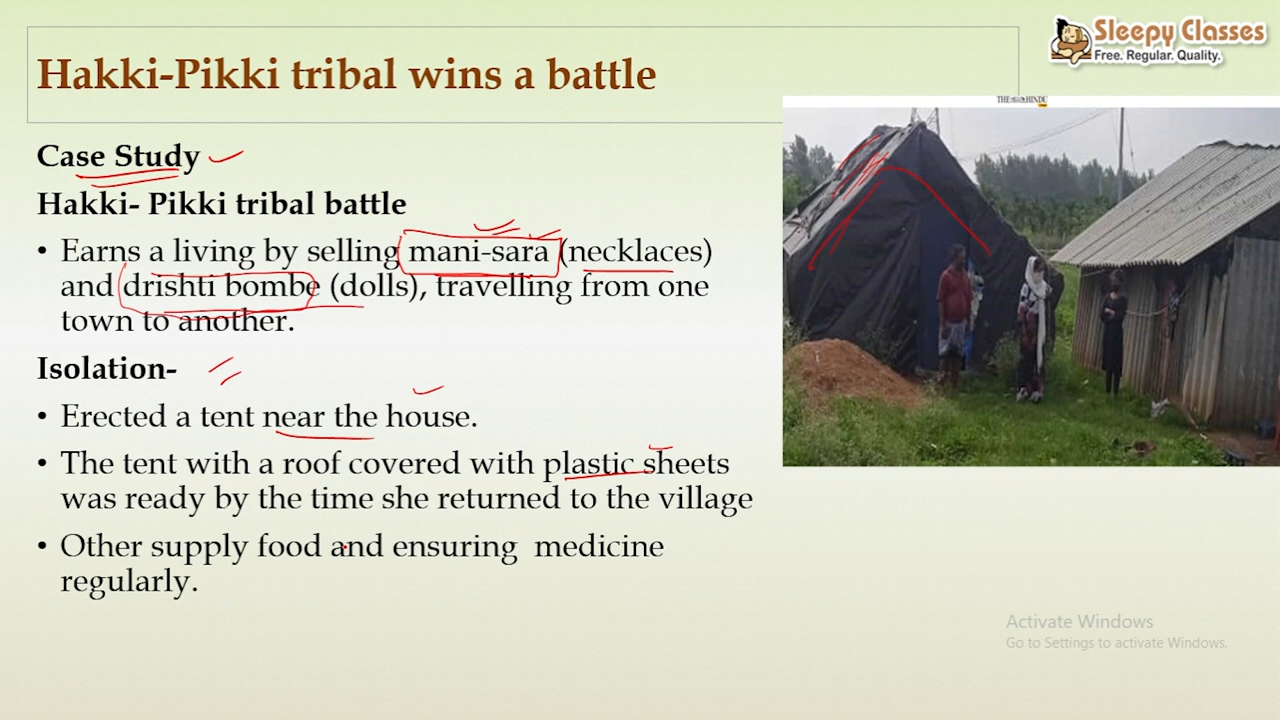 Sleepy Classes
Free. Regular. Quality.
Hakki-Pikki tribal wins a battle
THE HINDU
Case Study
Hakki- Pikki tribal battle
• Earns a living by selling mani-sara (necklaces)
and drishti bombe (dolls), travelling from one
town to another.
Isolation-
• Erected a tent near the house.
• The tent with a roof covered with plastic sheets
was ready by the time she returned to the village
• Other supply food and ensuring medicine
regularly.
Activate Windows
Go to Settings to activate Windows.